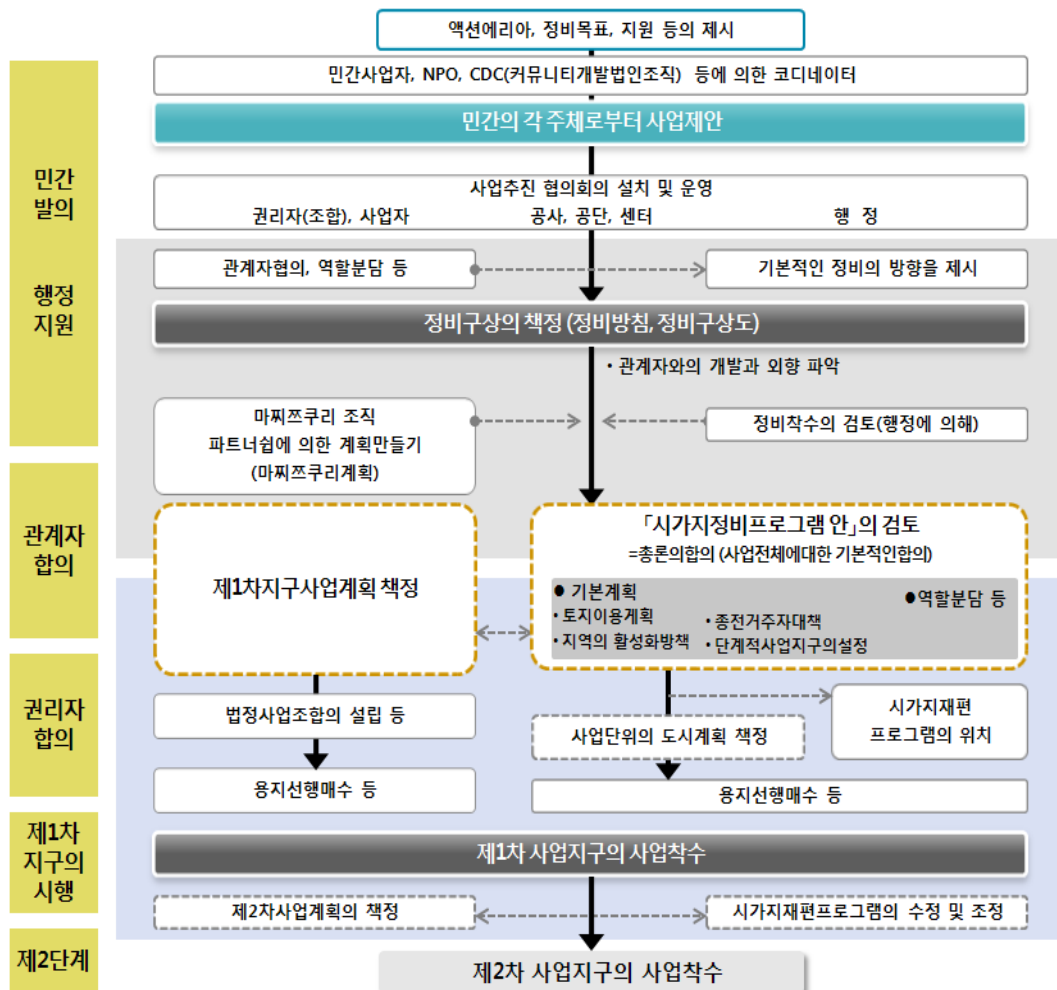 액션에리아, 정비목표, 지원 등의 제시
민간사업자, NPO, CDC(커뮤니티개발법인조직) 등에 의한 코디네이터
민간의 각 주체로부터 사업제안
민간
발의
사업추진 협의회의 설치 및 운영
권리자(조합), 사업자 공사, 공단, 센터 행 정
행정
지원
관계자협의, 역할분담 등
기본적인 정비의 방향을 제시
정비구상의 책정 (정비방침, 정비구상도)
• 관계자와의 개발과 외향 파악
마찌쯔쿠리 조직
파트너쉽에 의한 계획만들기
(마찌쯔쿠리계획)
정비착수의 검토(행정에 의해)
관계자
합의
제1차지구사업계획 책정
「시가지정비프로그램 안」의 검토
=총론의합의 (사업전체에대한 기본적인합의)
● 기본계획
• 토지이용계획
• 지역의 활성화방책
• 종전거주자대책
• 단계적사업지구의설정
●역할분담 등
권리자
합의
법정사업조합의 설립 등
사업단위의 도시계획 책정
시가지재편
프로그램의 위치
용지선행매수 등
용지선행매수 등
제1차
지구의
시행
제1차 사업지구의 사업착수
제2차사업계획의 책정
시가지재편프로그램의 수정 및 조정
제2단계
제2차 사업지구의 사업착수